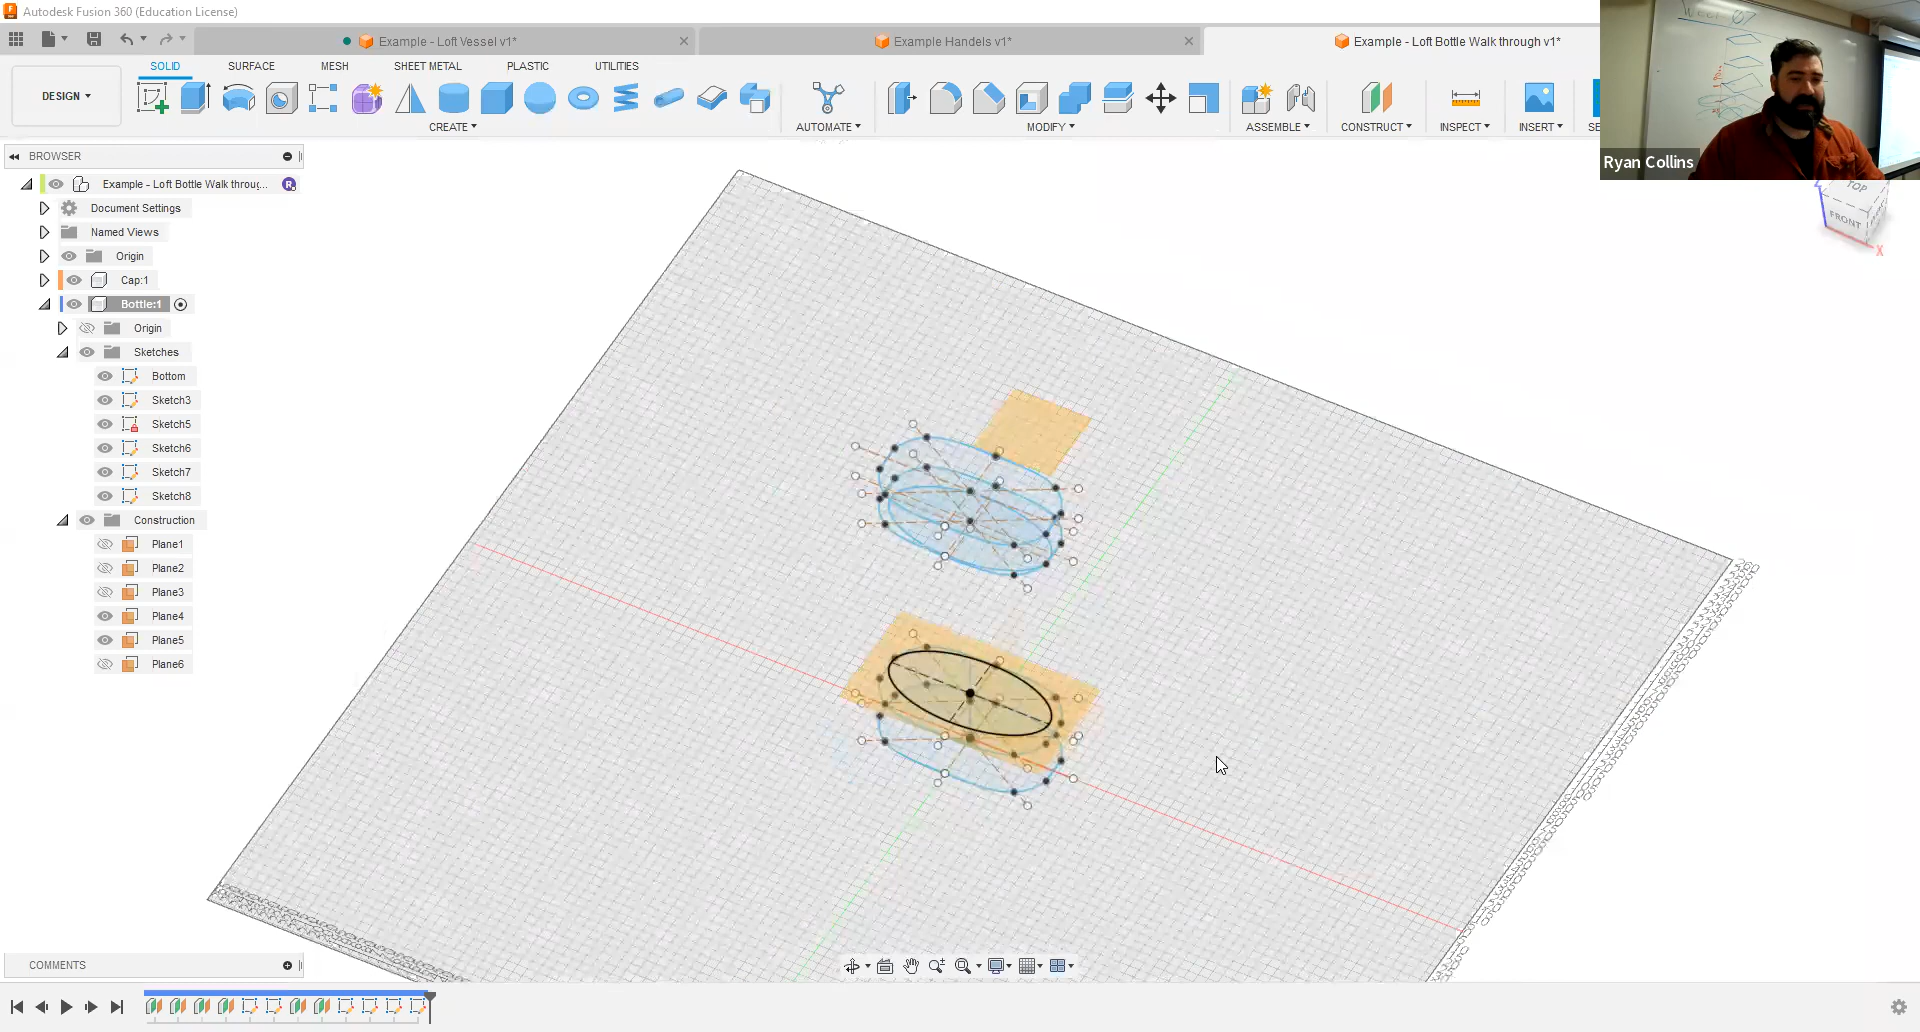 Autodesk Fusion 360 (Education License)
Example - Loft Vessel v1*
Example Handels v1*
Example - Loft Bottle Walk through v1*
DESIGN
SOLID
SURFACE
MESH
SHEET METAL
PLASTIC
UTILITIES
CREATE
AUTOMATE
MODIFY
ASSEMBLE
CONSTRUCT
INSPECT
INSERT
SE
Ryan Collins
TOP
FRONT
X
BROWSER
Example - Loft Bottle Walk throug...
R
Document Settings
Named Views
Origin
Cap:1
Bottle:1
Origin
Sketches
Bottom
Sketch3
Sketch5
Sketch6
Sketch7
Sketch8
Construction
Plane1
Plane2
Plane3
Plane4
Plane5
Plane6
COMMENTS